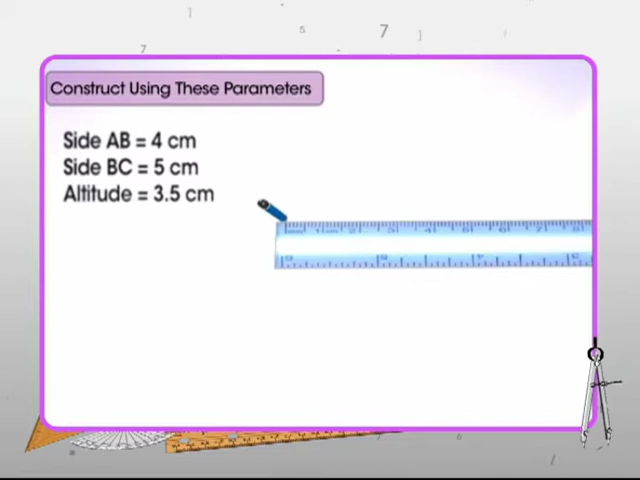 Construct Using These Parameters
Side AB = 4 cm
Side BC = 5 cm
Altitude = 3.5 cm